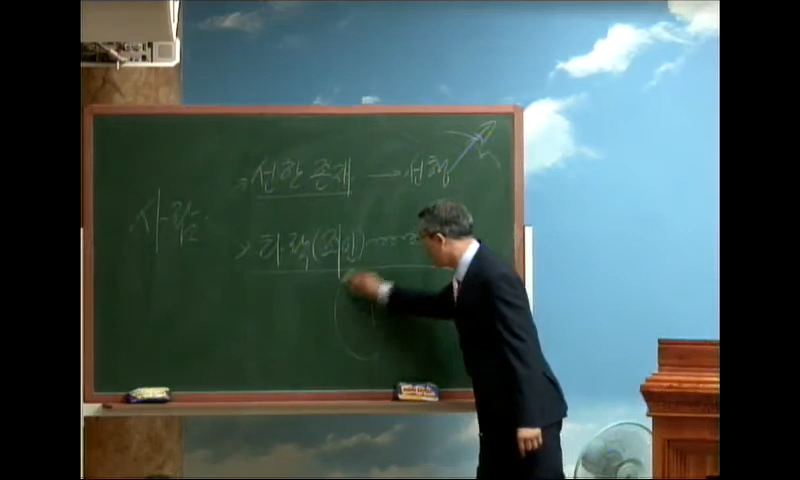 사람
선한 존재 → 선행
타락(죄인)